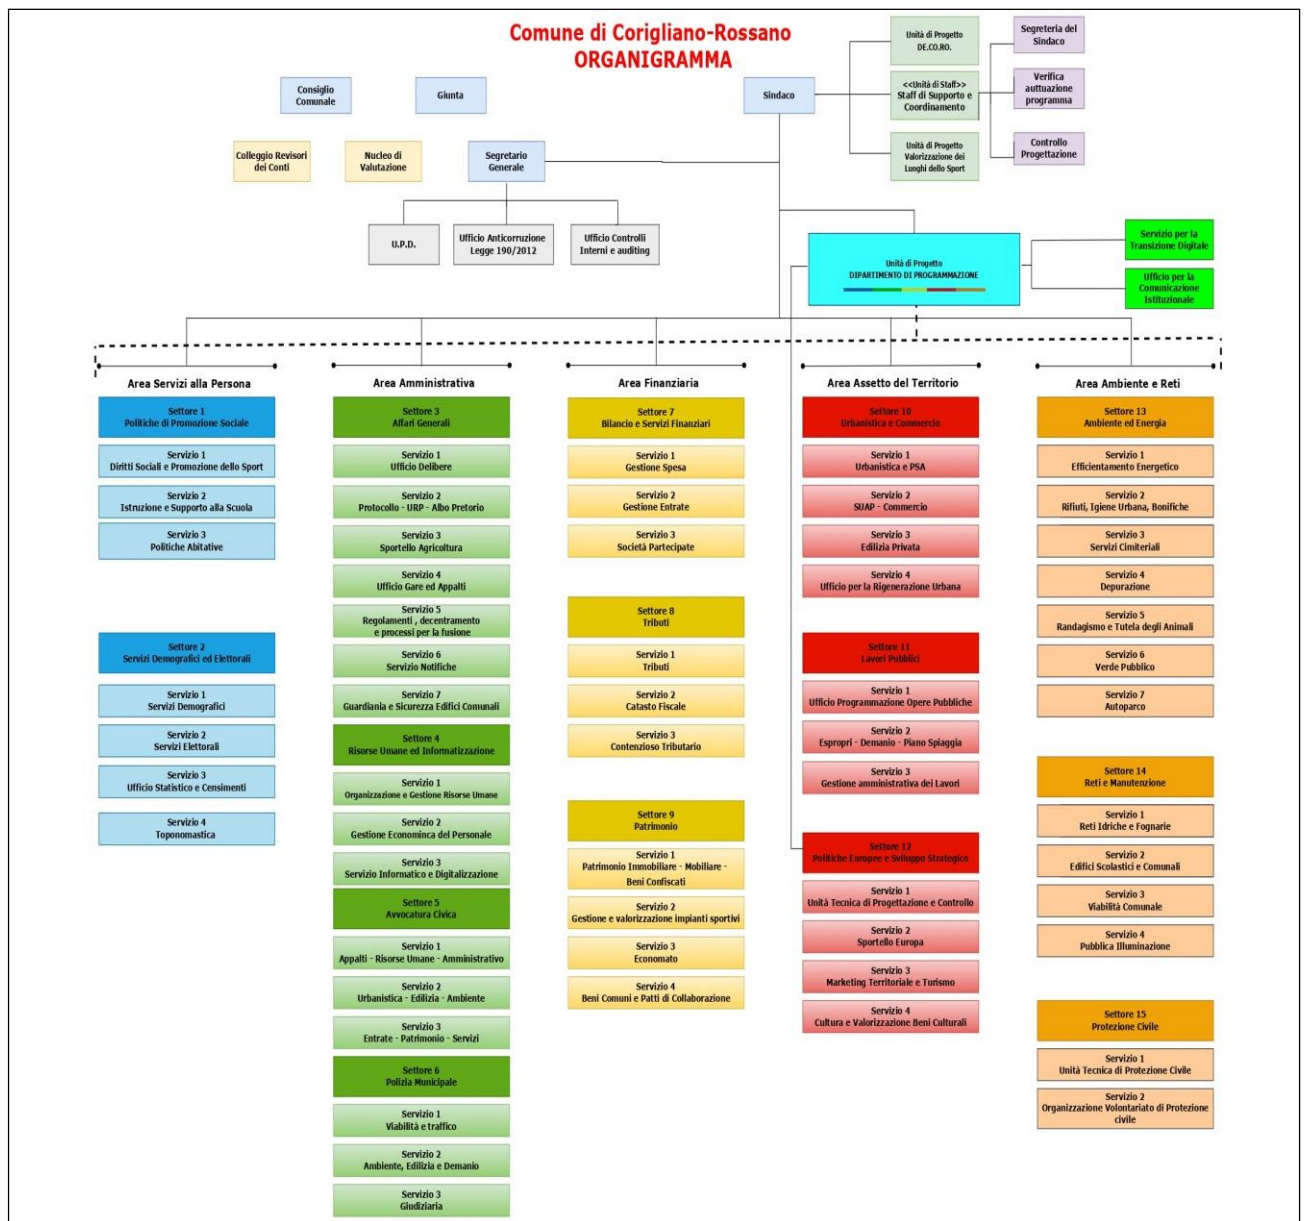 Comune di Corigliano-Rossano
ORGANIGRAMMA
Consiglio
Comunale
Giunta
Sindaco
Unità di Progetto
DE.CO.RO.
<<Unità di Staff>>
Staff di Supporto e
Coordinamento
Unità di Progetto
Valorizzazione dei
Luoghi dello Sport
Segreteria del
Sindaco
Verifica
auttuazione
programma
Controllo
Progettazione
Colleggio Revisori
dei Conti
Nucleo di
Valutazione
Segretario
Generale
U.P.D.
Ufficio Anticorruzione
Legge 190/2012
Ufficio Controlli
Interni e auditing
Unità di Progetto
DIPARTIMENTO DI PROGRAMMAZIONE
Servizio per la
Transizione Digitale
Ufficio per la
Comunicazione
Istituzionale
Area Servizi alla Persona
Settore 1
Politiche di Promozione Sociale
Servizio 1
Diritti Sociali e Promozione dello Sport
Servizio 2
Istruzione e Supporto alla Scuola
Servizio 3
Politiche Abitative
Settore 2
Servizi Demografici ed Elettorali
Servizio 1
Servizi Demografici
Servizio 2
Servizi Elettorali
Servizio 3
Ufficio Statistico e Censimenti
Servizio 4
Toponomastica
Area Amministrativa
Settore 3
Affari Generali
Servizio 1
Ufficio Delibere
Servizio 2
Protocollo - URP - Albo Pretorio
Servizio 3
Sportello Agricoltura
Servizio 4
Ufficio Gare ed Appalti
Servizio 5
Regolamenti , decentramento
e processi per la fusione
Servizio 6
Servizio Notifiche
Servizio 7
Guardiania e Sicurezza Edifici Comunali
Settore 4
Risorse Umane ed Informatizzazione
Servizio 1
Organizzazione e Gestione Risorse Umane
Servizio 2
Gestione Econominca del Personale
Servizio 3
Servizio Informatico e Digitalizzazione
Settore 5
Avvocatura Civica
Servizio 1
Appalti - Risorse Umane - Amministrativo
Servizio 2
Urbanistica - Edilizia - Ambiente
Servizio 3
Entrate - Patrimonio - Servizi
Settore 6
Polizia Municipale
Servizio 1
Viabilità e traffico
Servizio 2
Ambiente, Edilizia e Demanio
Servizio 3
Giudiziaria
Area Finanziaria
Settore 7
Bilancio e Servizi Finanziari
Servizio 1
Gestione Spesa
Servizio 2
Gestione Entrate
Servizio 3
Società Partecipate
Settore 8
Tributi
Servizio 1
Tributi
Servizio 2
Catasto Fiscale
Servizio 3
Contenzioso Tributario
Settore 9
Patrimonio
Servizio 1
Patrimonio Immobiliare - Mobiliare -
Beni Confiscati
Servizio 2
Gestione e valorizzazione impianti sportivi
Servizio 3
Economato
Servizio 4
Beni Comuni e Patti di Collaborazione
Area Assetto del Territorio
Settore 10
Urbanistica e Commercio
Servizio 1
Urbanistica e PSA
Servizio 2
SUAP - Commercio
Servizio 3
Edilizia Privata
Servizio 4
Ufficio per la Rigenerazione Urbana
Settore 11
Lavori Pubblici
Servizio 1
Ufficio Programmazione Opere Pubbliche
Servizio 2
Espropri - Demanio - Piano Spiaggia
Servizio 3
Gestione amministrativa dei Lavori
Settore 12
Politiche Europee e Sviluppo Strategico
Servizio 1
Unità Tecnica di Progettazione e Controllo
Servizio 2
Sportello Europa
Servizio 3
Marketing Territoriale e Turismo
Servizio 4
Cultura e Valorizzazione Beni Culturali
Area Ambiente e Reti
Settore 13
Ambiente ed Energia
Servizio 1
Efficientamento Energetico
Servizio 2
Rifiuti, Igiene Urbana, Bonifiche
Servizio 3
Servizi Cimiteriali
Servizio 4
Depurazione
Servizio 5
Randagismo e Tutela degli Animali
Servizio 6
Verde Pubblico
Servizio 7
Autoparco
Settore 14
Reti e Manutenzione
Servizio 1
Reti Idriche e Fognarie
Servizio 2
Edifici Scolastici e Comunali
Servizio 3
Viabilità Comunale
Servizio 4
Pubblica Illuminazione
Settore 15
Protezione Civile
Servizio 1
Unità Tecnica di Protezione Civile
Servizio 2
Organizzazione Volontariato di Protezione
civile